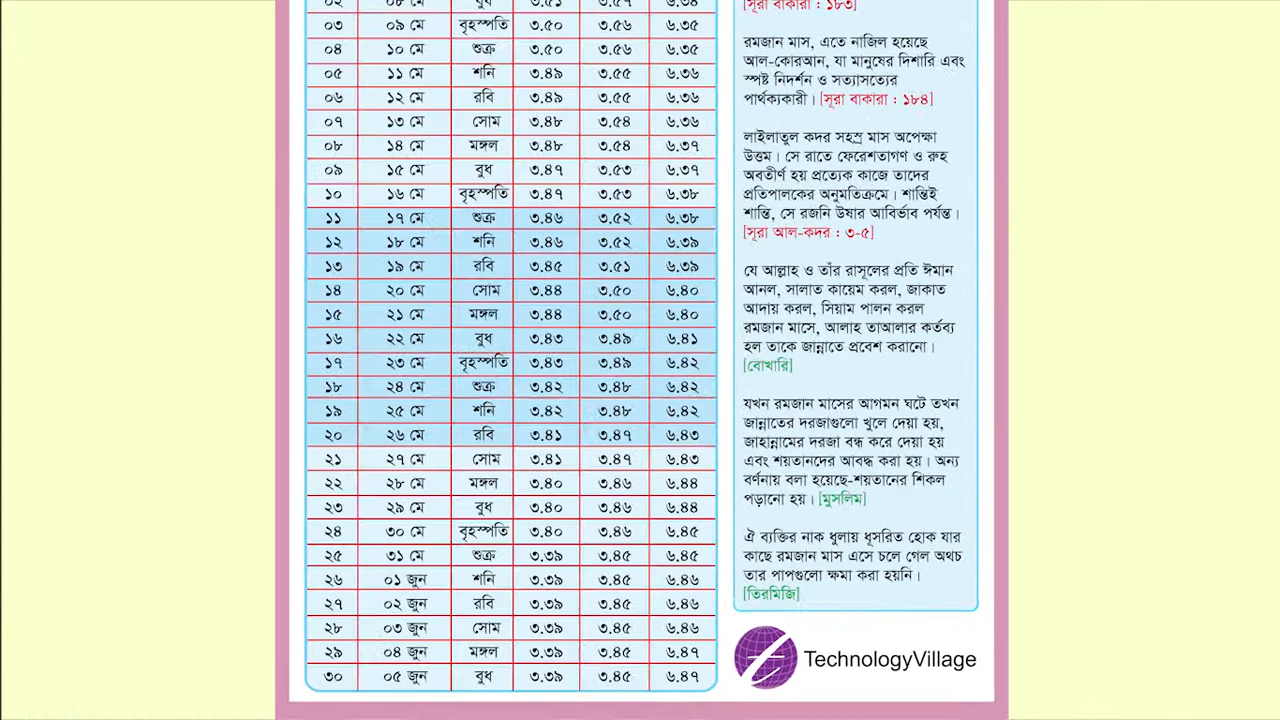 ০২ ০৮ মে বুধ ৩.৫১ ৩.৫৭ ৬.৩৪
০৩ ০৯ মে বৃহস্পতি ৩.৫০ ৩.৫৬ ৬.৩৫
০৪ ১০ মে শুক্র ৩.৫০ ৩.৫৬ ৬.৩৫
০৫ ১১ মে শনি ৩.৪৯ ৩.৫৫ ৬.৩৬
০৬ ১২ মে রবি ৩.৪৯ ৩.৫৫ ৬.৩৬
০৭ ১৩ মে সোম ৩.৪৮ ৩.৫৪ ৬.৩৬
০৮ ১৪ মে মঙ্গল ৩.৪৮ ৩.৫৪ ৬.৩৭
০৯ ১৫ মে বুধ ৩.৪৭ ৩.৫৩ ৬.৩৭
১০ ১৬ মে বৃহস্পতি ৩.৪৭ ৩.৫৩ ৬.৩৮
১১ ১৭ মে শুক্র ৩.৪৬ ৩.৫২ ৬.৩৮
১২ ১৮ মে শনি ৩.৪৬ ৩.৫২ ৬.৩৯
১৩ ১৯ মে রবি ৩.৪৫ ৩.৫১ ৬.৩৯
১৪ ২০ মে সোম ৩.৪৪ ৩.৫০ ৬.৪০
১৫ ২১ মে মঙ্গল ৩.৪৪ ৩.৫০ ৬.৪০
১৬ ২২ মে বুধ ৩.৪৩ ৩.৪৯ ৬.৪১
১৭ ২৩ মে বৃহস্পতি ৩.৪৩ ৩.৪৯ ৬.৪২
১৮ ২৪ মে শুক্র ৩.৪২ ৩.৪৮ ৬.৪২
১৯ ২৫ মে শনি ৩.৪২ ৩.৪৮ ৬.৪২
২০ ২৬ মে রবি ৩.৪১ ৩.৪৭ ৬.৪৩
২১ ২৭ মে সোম ৩.৪১ ৩.৪৭ ৬.৪৩
২২ ২৮ মে মঙ্গল ৩.৪০ ৩.৪৬ ৬.৪৪
২৩ ২৯ মে বুধ ৩.৪০ ৩.৪৬ ৬.৪৪
২৪ ৩০ মে বৃহস্পতি ৩.৪০ ৩.৪৬ ৬.৪৫
২৫ ৩১ মে শুক্র ৩.৩৯ ৩.৪৫ ৬.৪৫
২৬ ০১ জুন শনি ৩.৩৯ ৩.৪৫ ৬.৪৬
২৭ ০২ জুন রবি ৩.৩৯ ৩.৪৫ ৬.৪৬
২৮ ০৩ জুন সোম ৩.৩৯ ৩.৪৫ ৬.৪৬
২৯ ০৪ জুন মঙ্গল ৩.৩৯ ৩.৪৫ ৬.৪৭
৩০ ০৫ জুন বুধ ৩.৩৯ ৩.৪৫ ৬.৪৭
[সূরা বাকারা : ১৮৩]
রমজান মাস, এতে নাজিল হয়েছে
আল-কোরআন, যা মানুষের দিশারি এবং
স্পষ্ট নিদর্শন ও সত্যাসত্যের
পার্থক্যকারী। [সূরা বাকারা : ১৮৪]
লাইলাতুল কদর সহস্র মাস অপেক্ষা
উত্তম। সে রাতে ফেরেশতাগণ ও রুহ
অবতীর্ণ হয় প্রত্যেক কাজে তাদের
প্রতিপালকের অনুমতিক্রমে। শান্তিই
শান্তি, সে রজনি উষার আবির্ভাব পর্যন্ত।
[সূরা আল-কদর : ৩-৫]
যে আল্লাহ ও তাঁর রাসূলের প্রতি ঈমান
আনল, সালাত কায়েম করল, জাকাত
আদায় করল, সিয়াম পালন করল
রমজান মাসে, আলাহ তাআলার কর্তব্য
হল তাকে জান্নাতে প্রবেশ করানো।
[বোখারি]
যখন রমজান মাসের আগমন ঘটে তখন
জান্নাতের দরজাগুলো খুলে দেয়া হয়,
জাহান্নামের দরজা বন্ধ করে দেয়া হয়
এবং শয়তানদের আবদ্ধ করা হয়। অন্য
বর্ণনায় বলা হয়েছে-শয়তানের শিকল
পড়ানো হয়। [মুসলিম]
ঐ ব্যক্তির নাক ধুলায় ধূসরিত হোক যার
কাছে রমজান মাস এসে চলে গেল অথচ
তার পাপগুলো ক্ষমা করা হয়নি।
[তিরমিজি]
TechnologyVillage